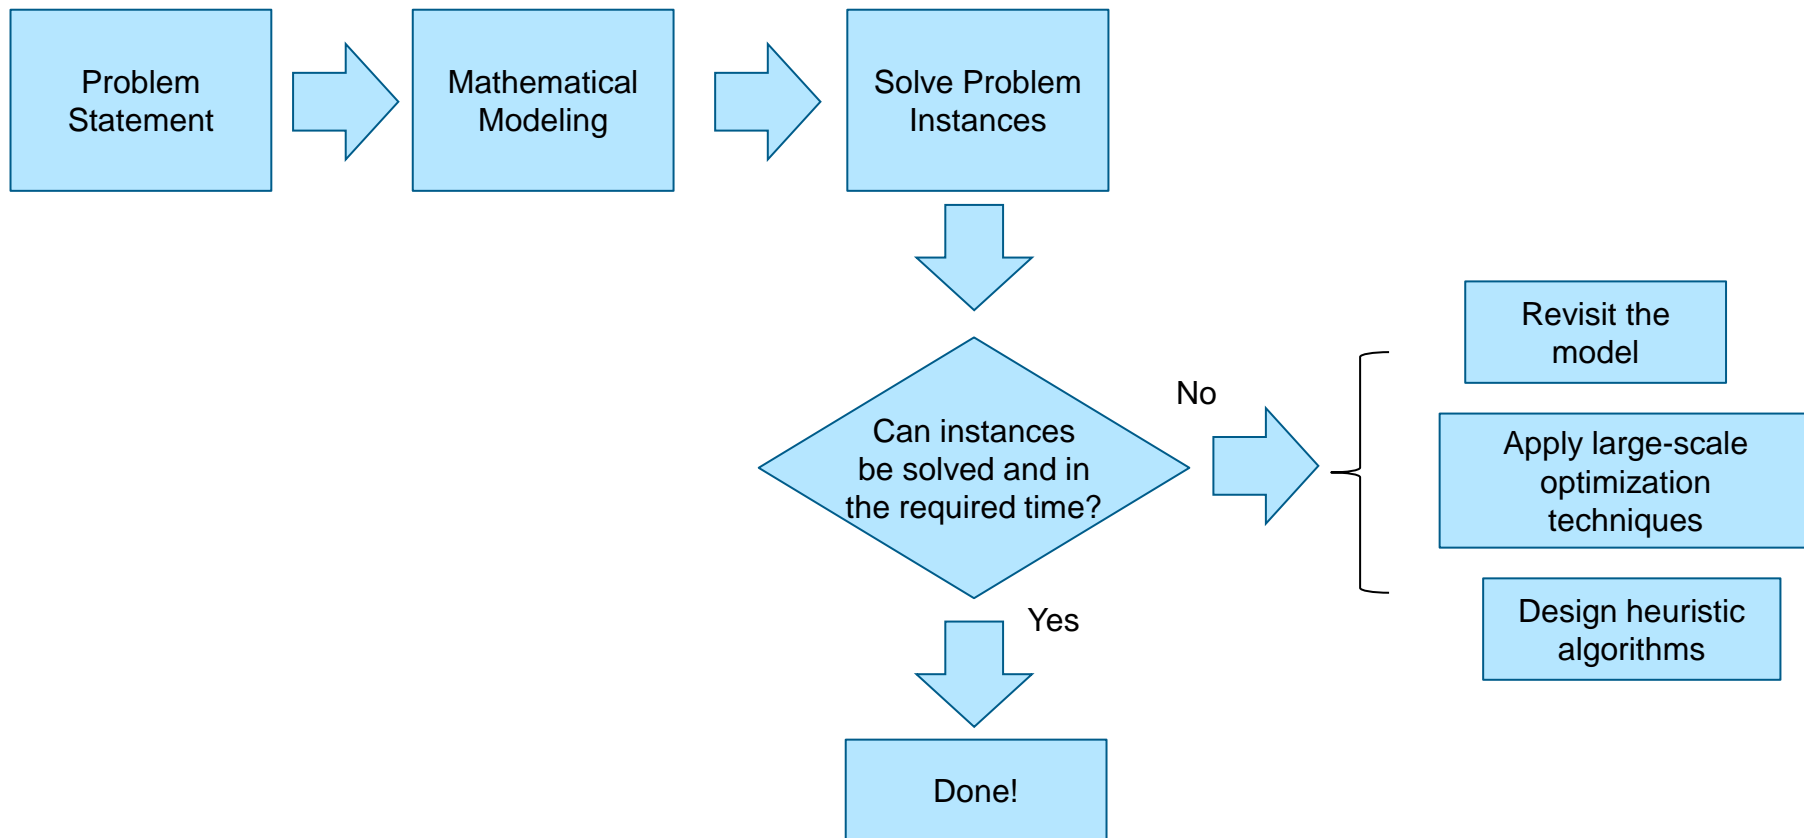 Problem
Statement
Mathematical
Modeling
Solve Problem
Instances
Can instances
be solved and in
the required time?
No
Revisit the
model
Apply large-scale
optimization
techniques
Design heuristic
algorithms
Yes
Done!